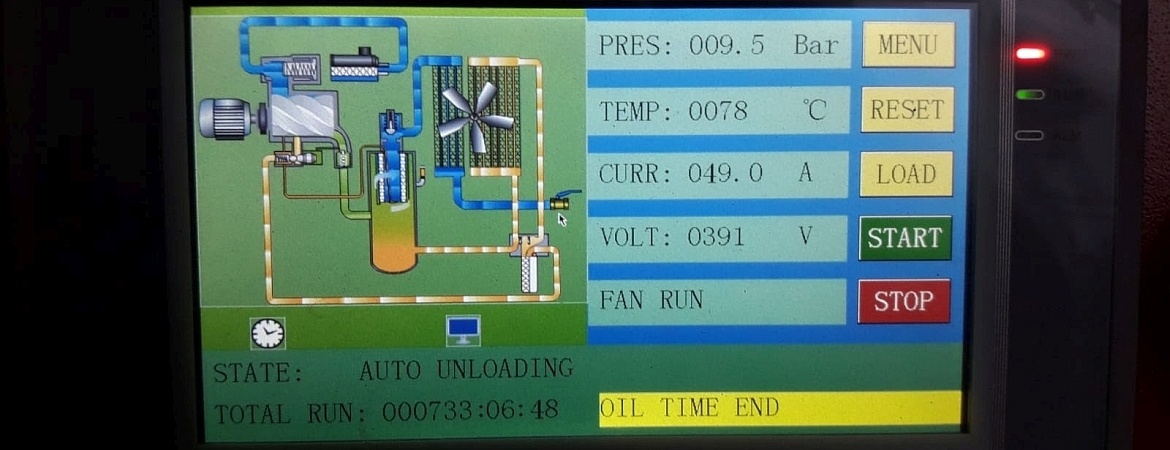 PRES: 009.5 Bar MENU
TEMP: 0078 ℃ RESET
CURR: 049.0 A LOAD
VOLT: 0391 V START
FAN RUN STOP
STATE: AUTO UNLOADING
TOTAL RUN: 000733:06:48 OIL TIME END